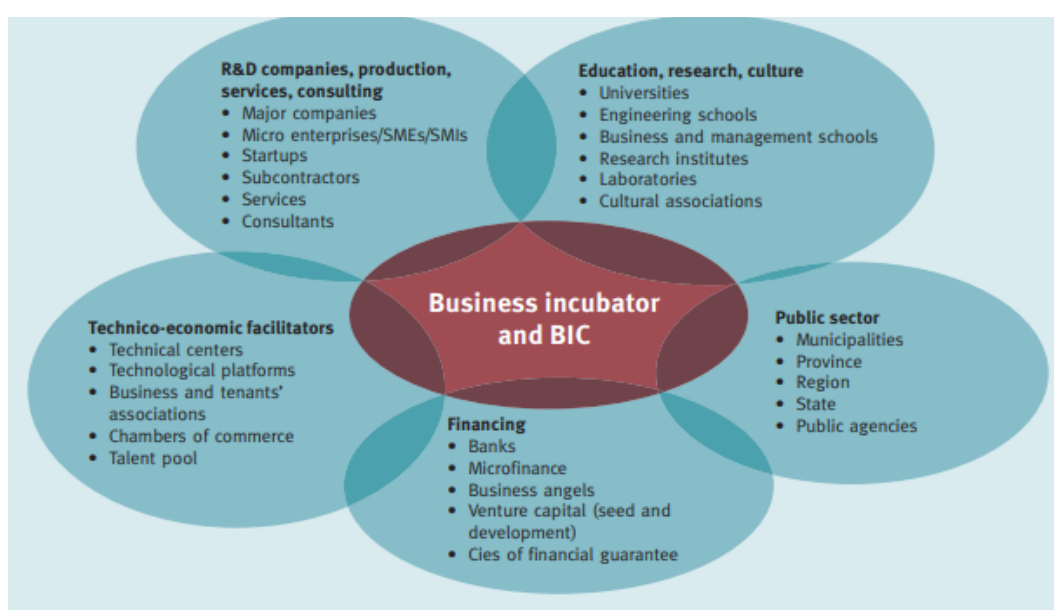 R&D companies, production,
services, consulting
• Major companies
• Micro enterprises/SMEs/SMIs
• Startups
• Subcontractors
• Services
• Consultants
Education, research, culture
• Universities
• Engineering schools
• Business and management schools
• Research institutes
• Laboratories
• Cultural associations
Business incubator
and BIC
Technico-economic facilitators
• Technical centers
• Technological platforms
• Business and tenants'
associations
• Chambers of commerce
• Talent pool
Public sector
• Municipalities
• Province
• Region
• State
• Public agencies
Financing
• Banks
• Microfinance
• Business angels
• Venture capital (seed and
development)
• Cies of financial guarantee